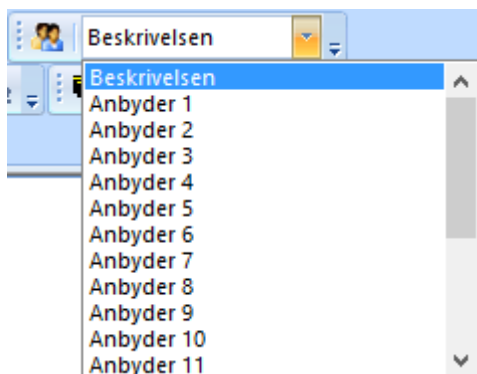 Beskrivelsen
Beskrivelsen
Anbyder 1
Anbyder 2
Anbyder 3
Anbyder 4
Anbyder 5
Anbyder 6
Anbyder 7
Anbyder 8
Anbyder 9
Anbyder 10
Anbyder 11